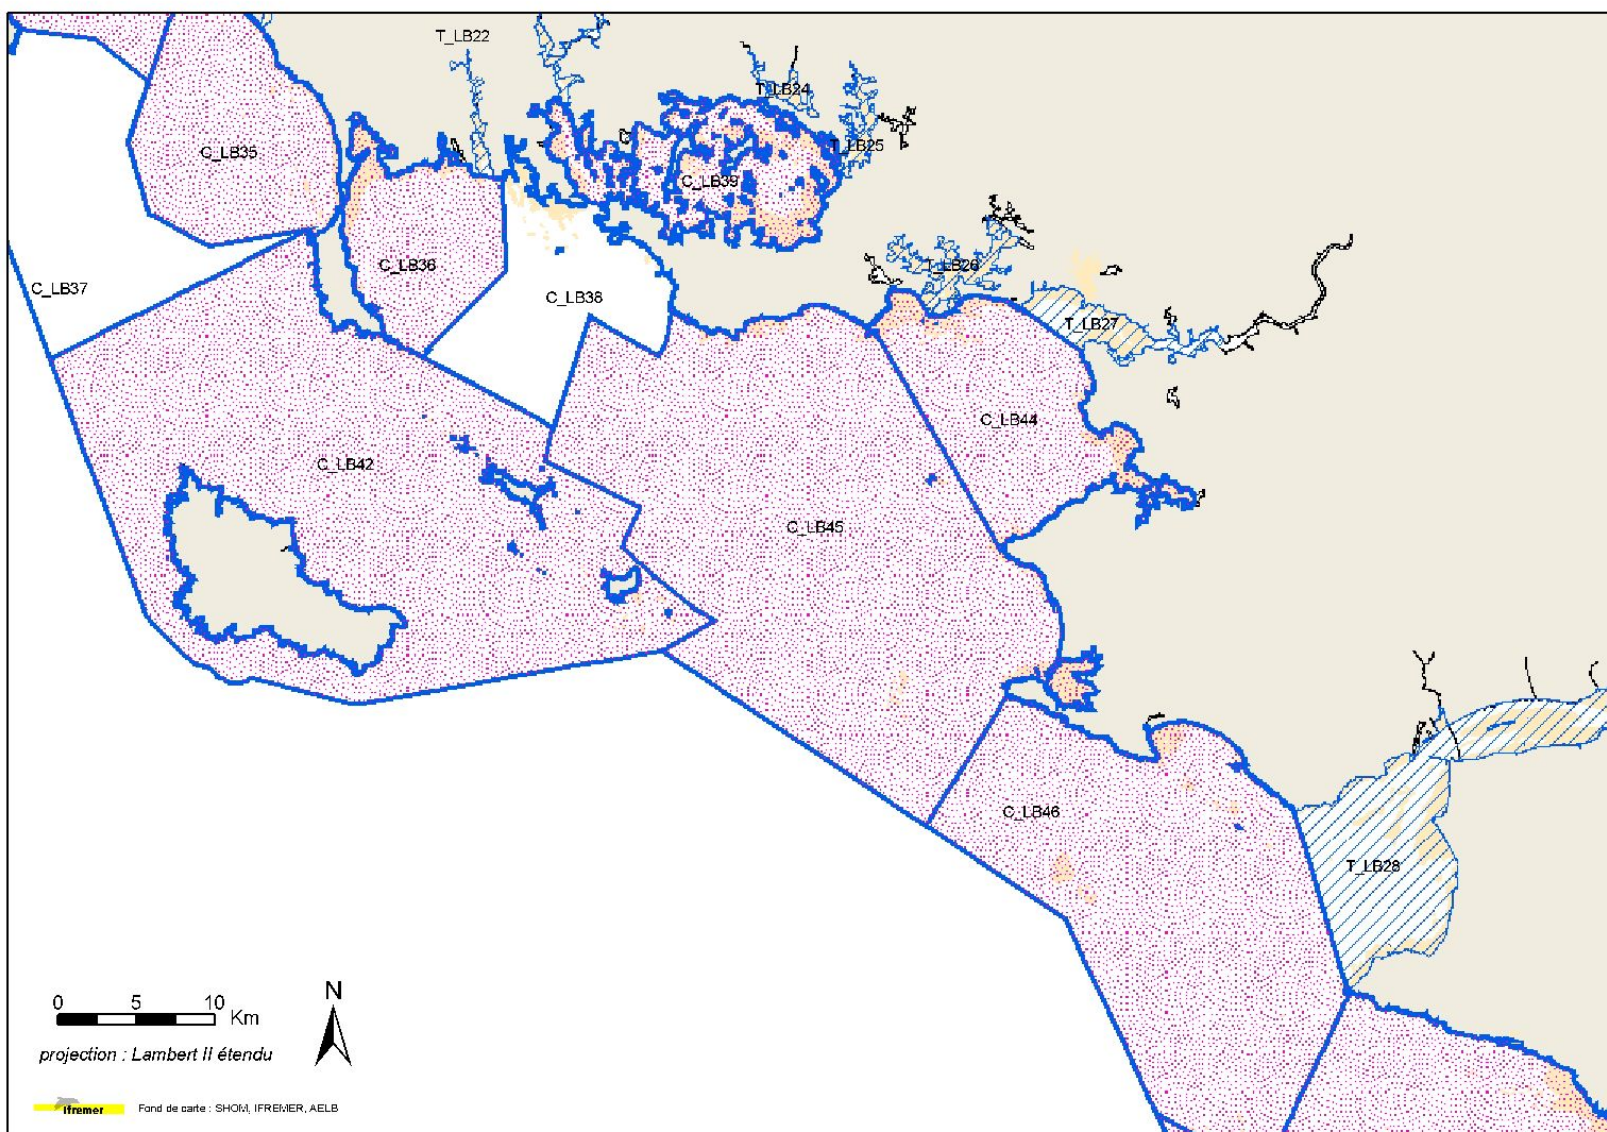 T_LB22
T_LB24
C_LB35
T_LB25
C_LB39
C_LB36
T_LB26
C_LB37
C_LB38
T_LB27
C_LB44
C_LB42
C_LB45
C_LB46
T_LB28
N
0 5 10 Km
projection : Lambert II étendu
Ifremer Fond de carte : SHOM, IFREMER, AELB